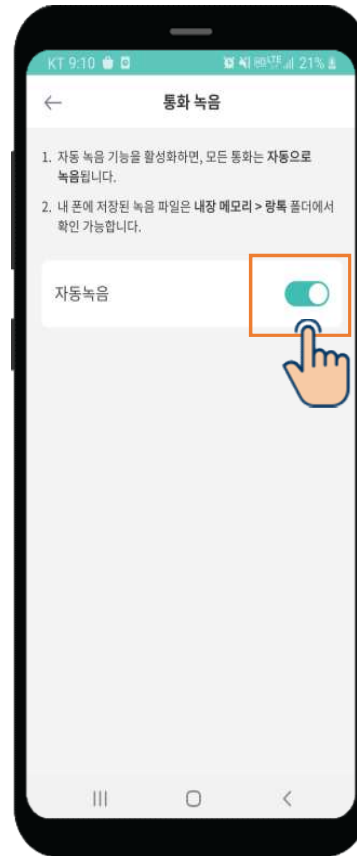 KT 9:10 LTE 21%
통화 녹음
1. 자동 녹음 기능을 활성화하면, 모든 통화는 자동으로
녹음됩니다.
2. 내 폰에 저장된 녹음 파일은 내장 메모리 > 랑톡 폴더에서
확인 가능합니다.
자동녹음